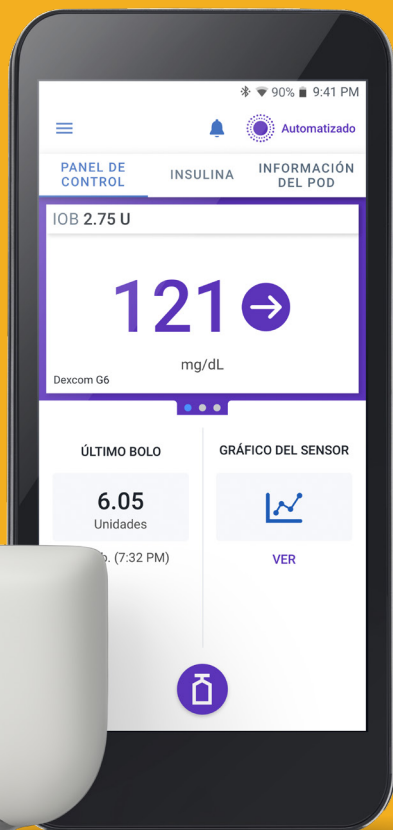 90% 9:41 PM
Automatizado
PANEL DE
CONTROL
INSULINA
INFORMACIÓN
DEL POD
IOB 2.75 U
121
mg/dL
Dexcom G6
ÚLTIMO BOLO
GRÁFICO DEL SENSOR
6.05
Unidades
(7:32 PM)
VER